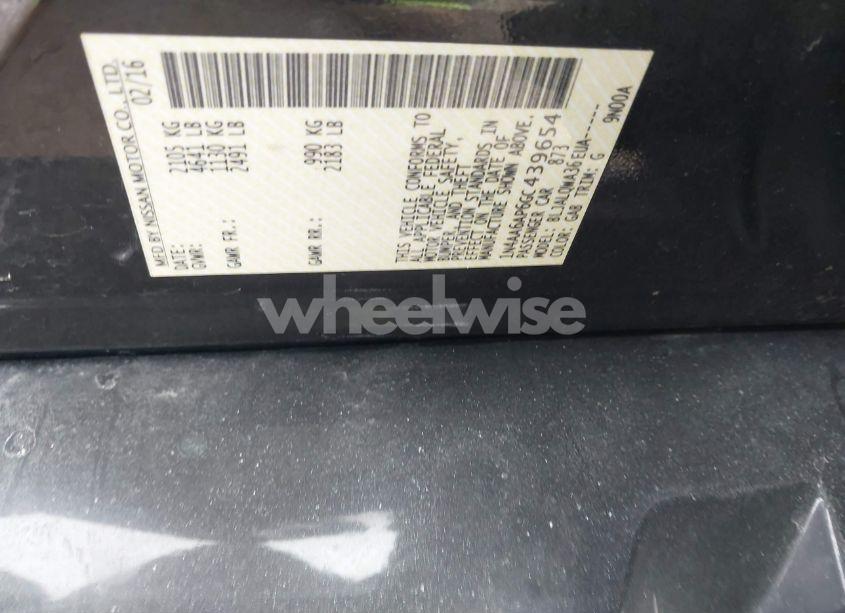 MFD BY NISSAN MOTOR CO., LTD.
DATE: 02/16
GVWR: 2105 KG
4641 LB
GAWR FR.: 1130 KG
2491 LB
GAWR RR.: 990 KG
2183 LB
THIS VEHICLE CONFORMS TO
ALL APPLICABLE FEDERAL
MOTOR VEHICLE SAFETY,
BUMPER, AND THEFT
PREVENTION STANDARDS IN
EFFECT ON THE DATE OF
MANUFACTURE SHOWN ABOVE.
1N4AA6AP6GC439654
PASSENGER CAR 873
MODEL: BLJALQWA36EUA-----
COLOR: GAB TRIM: G
9N00A
wheelwise